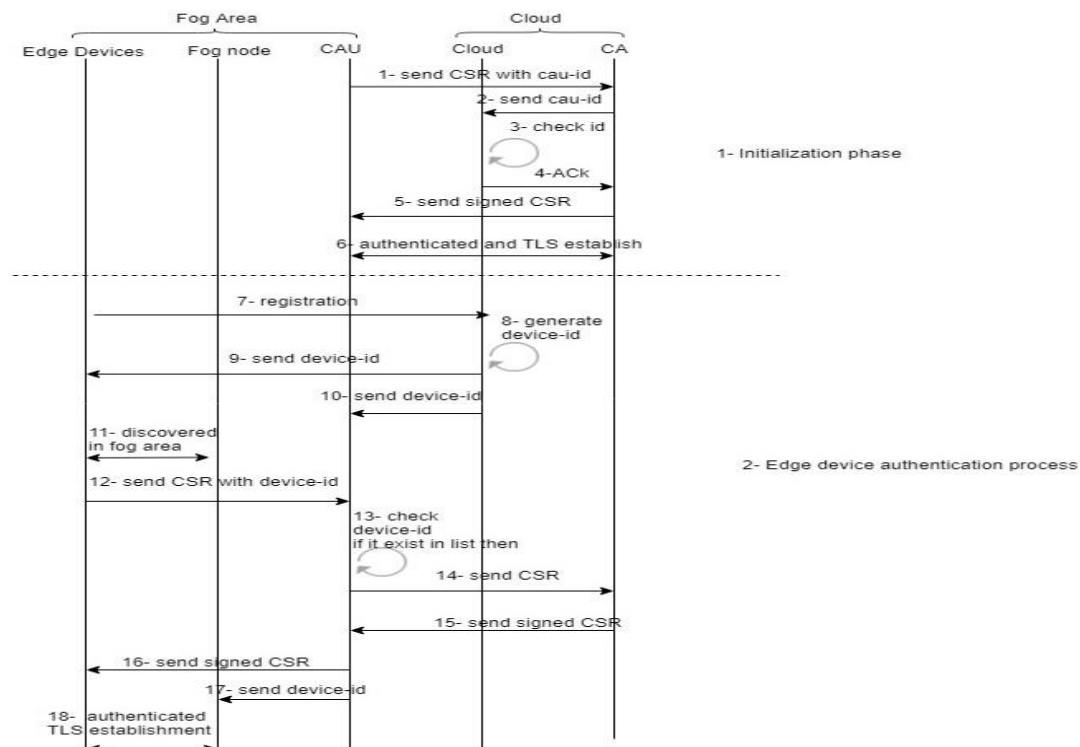 Fog Area
Cloud
Edge Devices
Fog node
CAU
Cloud
CA
1- send CSR with cau-id
2- send cau-id
3- check id
1- Initialization phase
4-ACk
5- send signed CSR
6- authenticated and TLS establish
7- registration
8- generate
device-id
9- send device-id
10- send device-id
11- discovered
in fog area
2- Edge device authentication process
12- send CSR with device-id
13- check
device-id
if it exist in list then
14- send CSR
15- send signed CSR
16- send signed CSR
17- send device-id
18- authenticated
TLS establishment